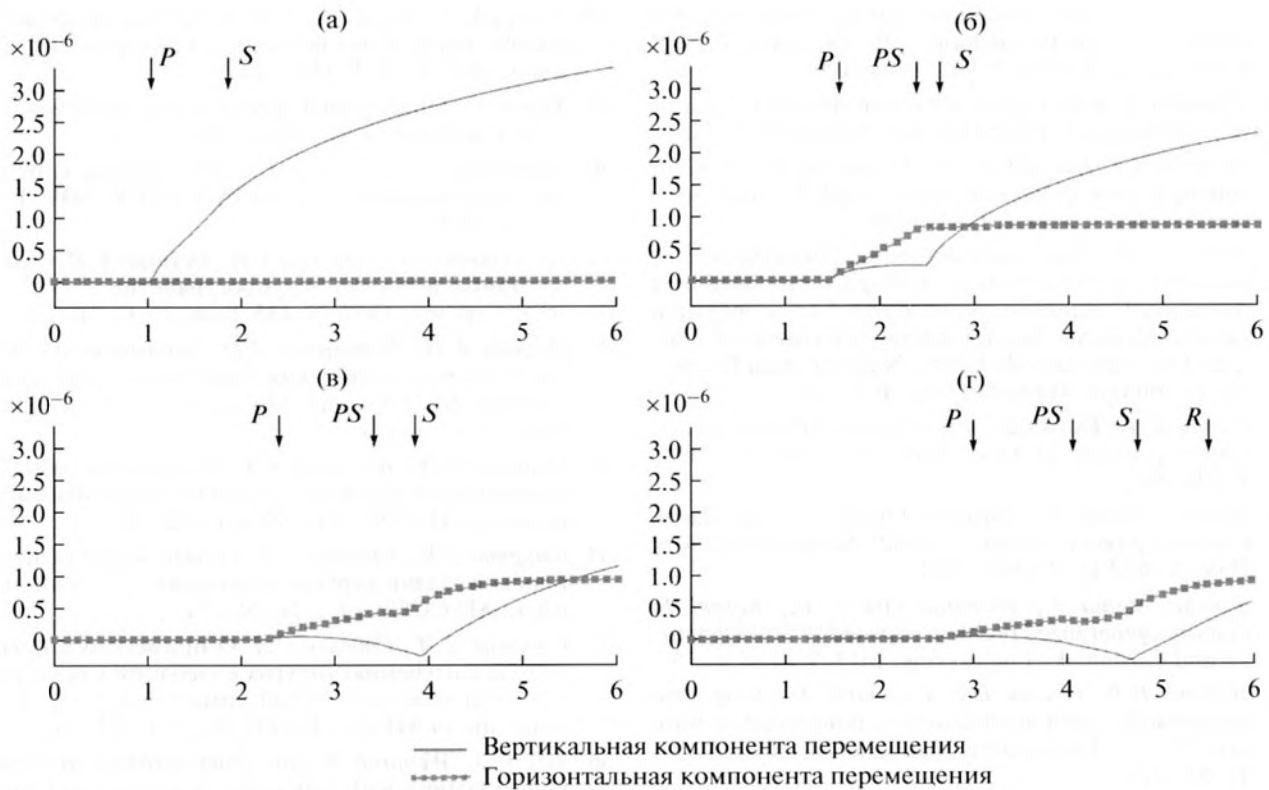 (а)
×10⁻⁶
P
S
3.0
2.5
2.0
1.5
1.0
0.5
0
0 1 2 3 4 5 6
(б)
×10⁻⁶
P
PS
S
3.0
2.5
2.0
1.5
1.0
0.5
0
0 1 2 3 4 5 6
(в)
×10⁻⁶
P
PS
S
3.0
2.5
2.0
1.5
1.0
0.5
0
0 1 2 3 4 5 6
(г)
×10⁻⁶
P
PS
S
R
3.0
2.5
2.0
1.5
1.0
0.5
0
0 1 2 3 4 5 6
Вертикальная компонента перемещения
Горизонтальная компонента перемещения